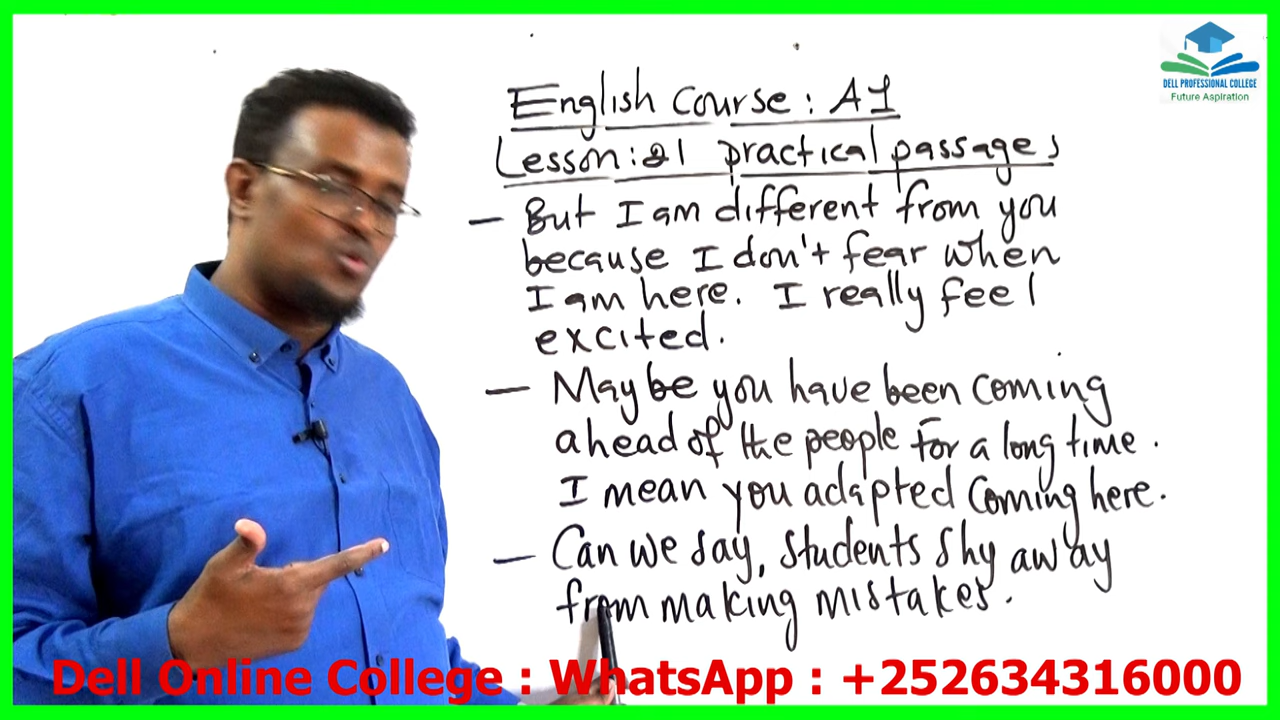 DELL PROFESSIONAL COLLEGE
Future Aspiration
English Course: A1
Lesson: 21 practical passages
- But I am different from you
because I don't fear when
I am here. I really feel
excited.
- Maybe you have been coming
ahead of the people for a long time.
I mean you adapted coming here.
- Can we say, students shy away
from making mistakes.
Dell Online College : WhatsApp : +252634316000